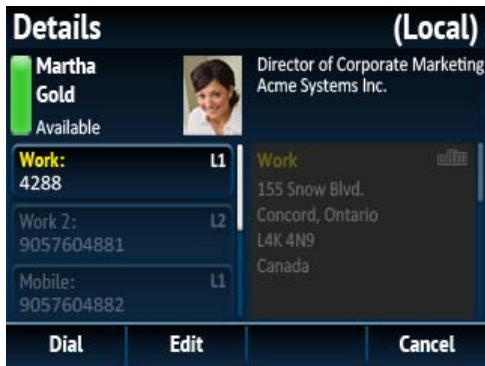 Details (Local)
Martha
Gold
Available
Director of Corporate Marketing
Acme Systems Inc.
Work: L1
4288
Work 2: L2
9057604881
Mobile: L1
9057604882
Work
155 Snow Blvd.
Concord, Ontario
L4K 4N9
Canada
Dial Edit Cancel